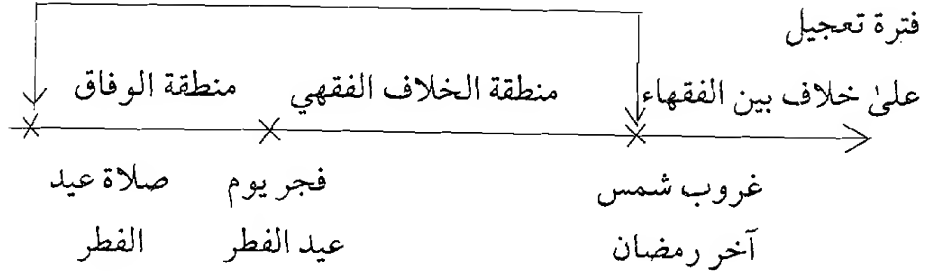 فترة تعجيل
على خلاف بين الفقهاء
منطقة الخلاف الفقهي
منطقة الوفاق
غروب شمس
آخر رمضان
فجر يوم
عيد الفطر
صلاة عيد
الفطر